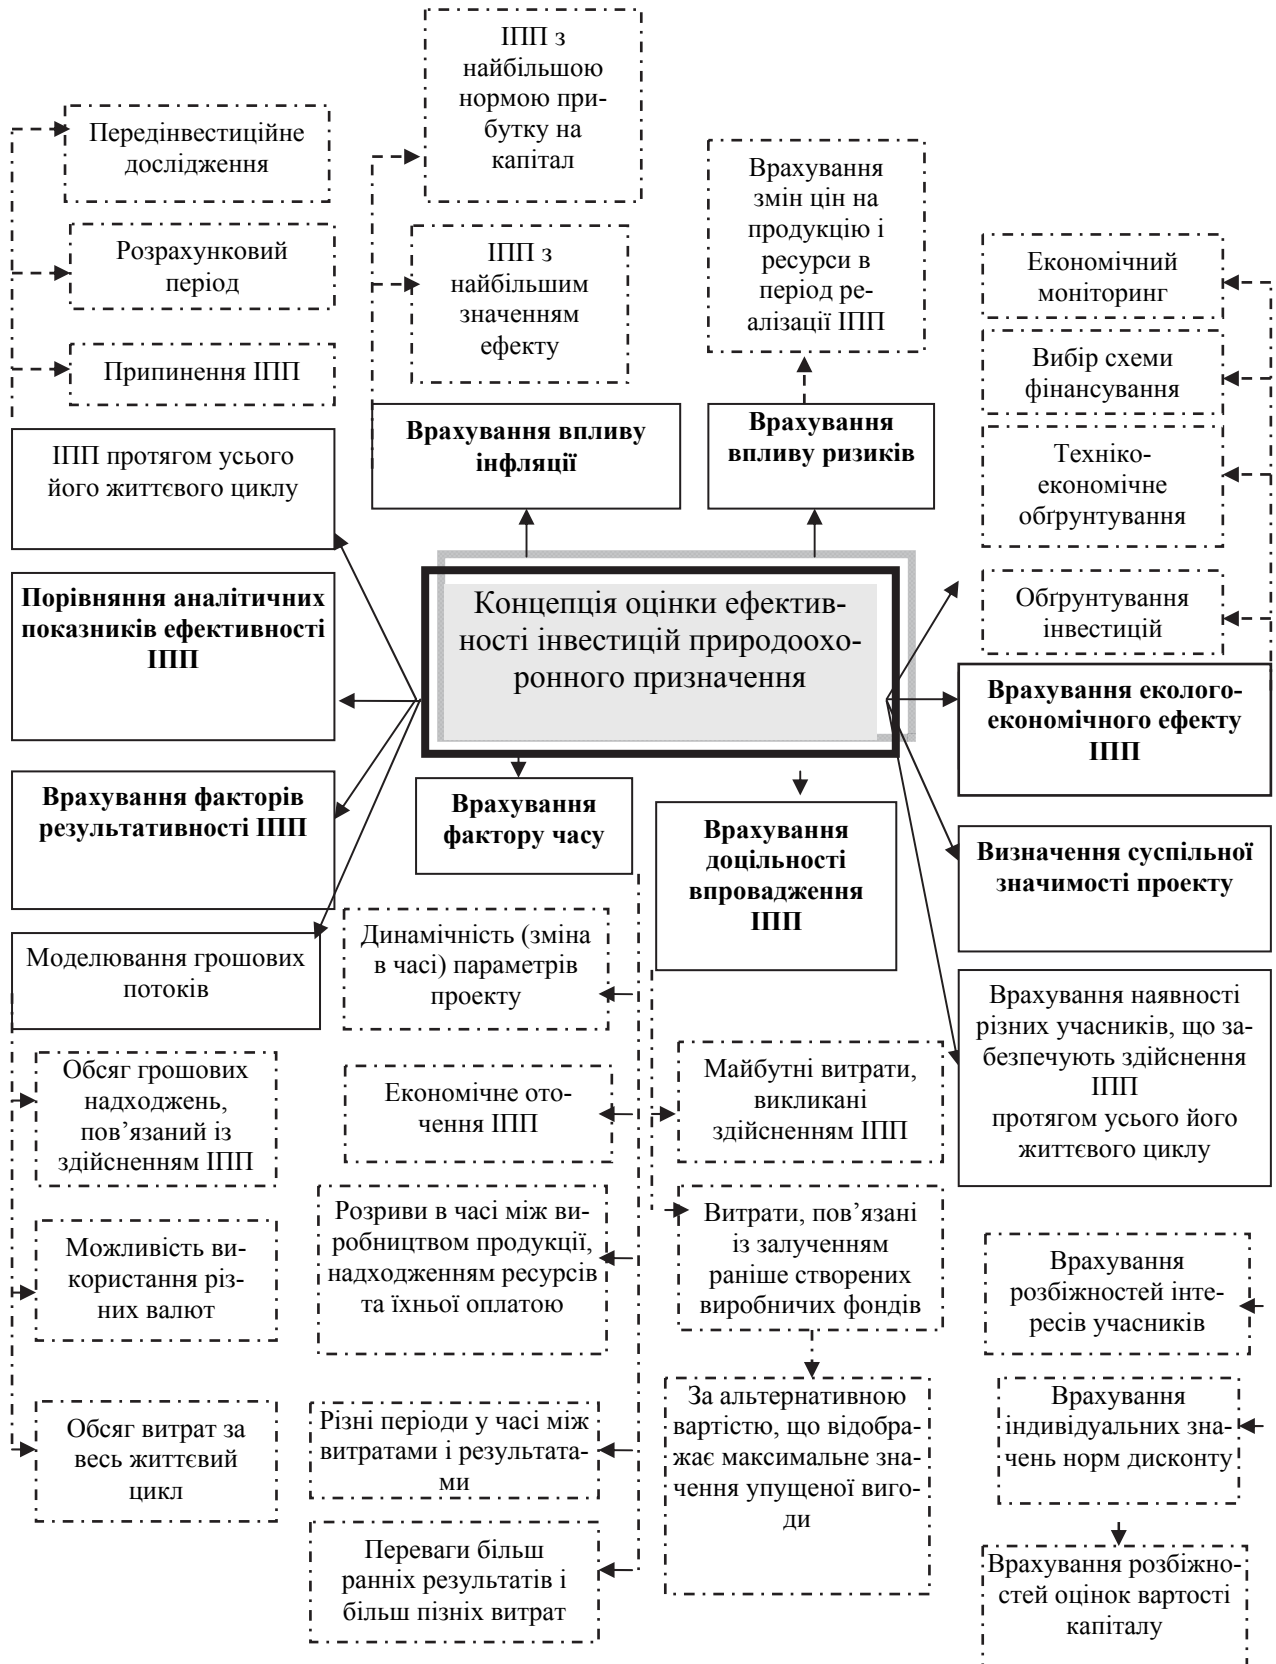 ІПП з
найбільшою
нормою при-
бутку на
капітал
Передінвестиційне
дослідження
Врахування
змін цін на
продукцію і
ресурси в
період ре-
алізації ІПП
Розрахунковий
період
ІПП з
найбільшим
значенням
ефекту
Економічний
моніторинг
Припинення ІПП
Вибір схеми
фінансування
ІПП протягом усього
його життєвого циклу
Врахування впливу
інфляції
Врахування
впливу ризиків
Техніко-
економічне
обґрунтування
Порівняння аналітичних
показників ефективності
ІПП
Концепція оцінки ефектив-
ності інвестицій природоохо-
ронного призначення
Обґрунтування
інвестицій
Врахування еколого-
економічного ефекту
ІПП
Врахування факторів
результативності ІПП
Врахування
фактору часу
Врахування
доцільності
впровадження
ІПП
Визначення суспільної
значимості проекту
Моделювання грошових
потоків
Динамічність (зміна
в часі) параметрів
проекту
Врахування наявності
різних учасників, що за-
безпечують здійснення
ІПП
протягом усього його
життєвого циклу
Обсяг грошових
надходжень,
пов’язаний із
здійсненням ІПП
Економічне ото-
чення ІПП
Майбутні витрати,
викликані
здійсненням ІПП
Можливість ви-
користання різ-
них валют
Розриви в часі між ви-
робництвом продукції,
надходженням ресурсів
та їхньої оплатою
Витрати, пов’язані
із залученням
раніше створених
виробничих фондів
Врахування
розбіжностей інте-
ресів учасників
Обсяг витрат за
весь життєвий
цикл
Різні періоди у часі між
витратами і результата-
ми
За альтернативною
вартістю, що відобра-
жає максимальне зна-
чення упущеної виго-
ди
Врахування
індивідуальних зна-
чень норм дисконту
Переваги більш
ранніх результатів і
більш пізніх витрат
Врахування розбіжно-
стей оцінок вартості
капіталу